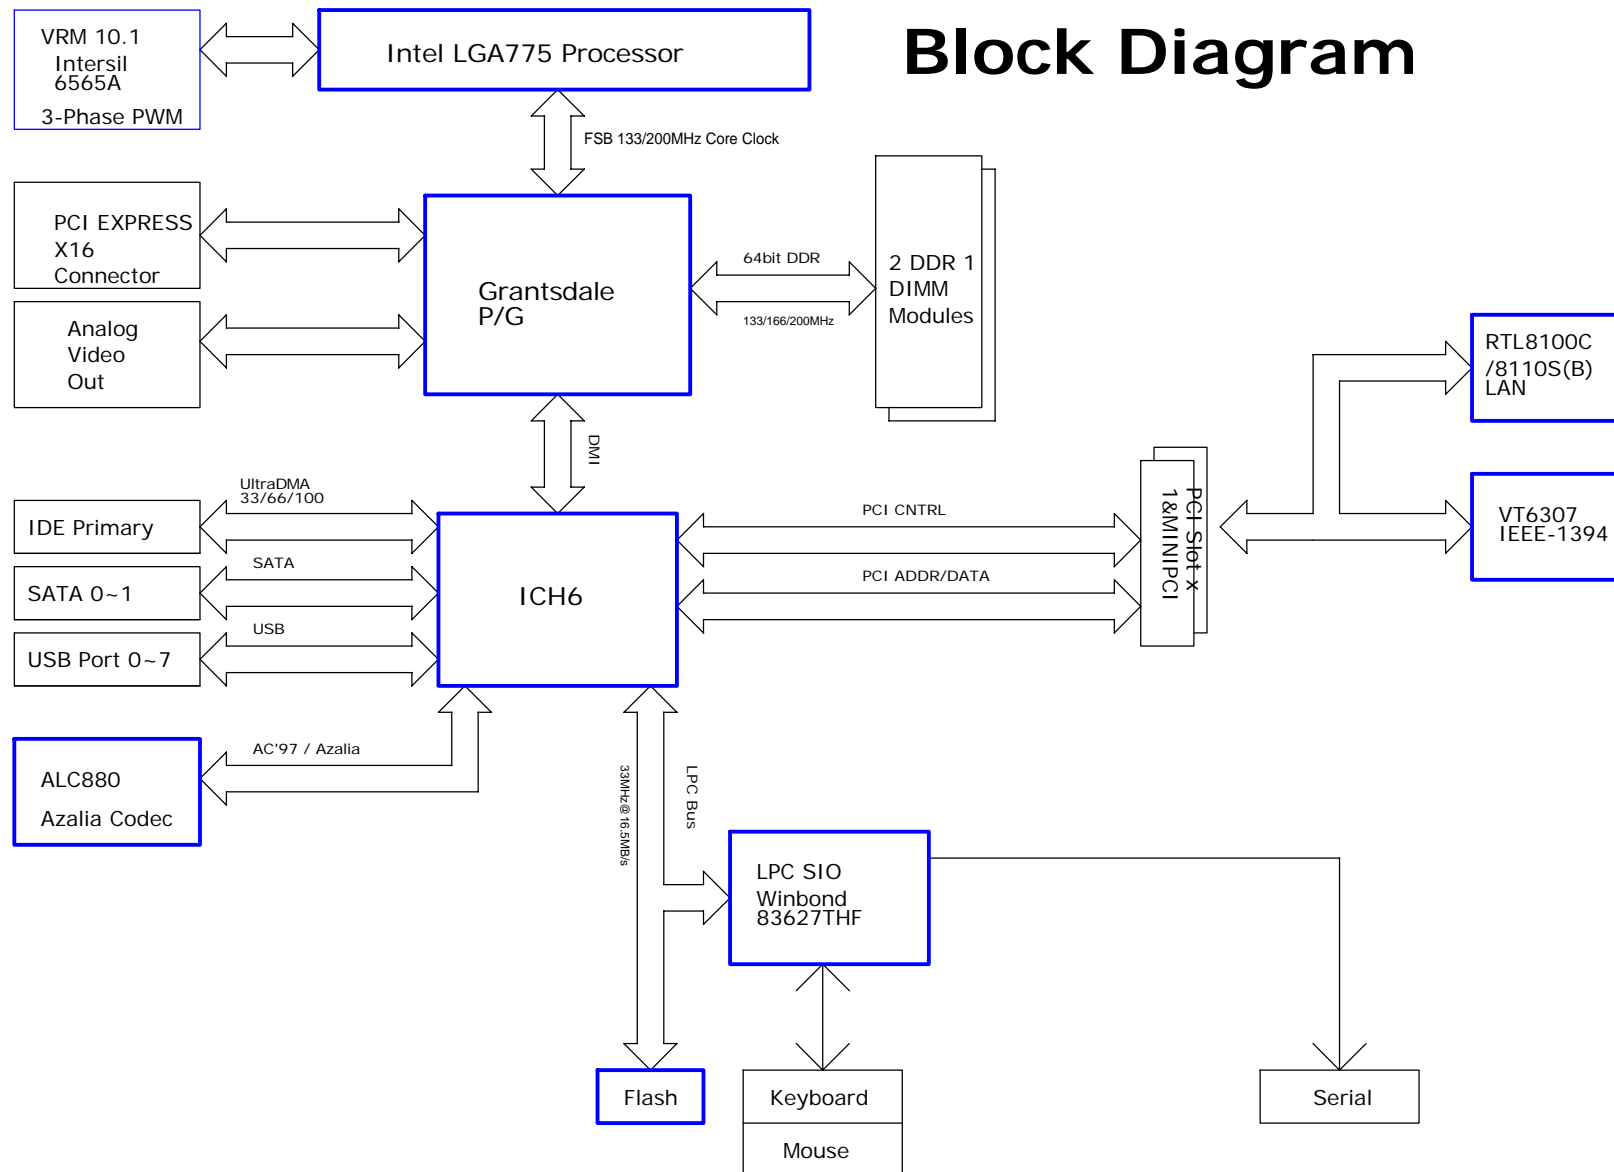 Block Diagram
VRM 10.1
Intersil
6565A
3-Phase PWM
Intel LGA775 Processor
FSB 133/200MHz Core Clock
PCI EXPRESS
X16
Connector
Analog
Video
Out
Grantsdale
P/G
64bit DDR
133/166/200MHz
2 DDR 1
DIMM
Modules
RTL8100C
/8110S(B)
LAN
DMI
UltraDMA
33/66/100
IDE Primary
SATA
SATA 0~1
USB
USB Port 0~7
ICH6
PCI CNTRL
PCI ADDR/DATA
PCI Slot x
1&MINIPCI
VT6307
IEEE-1394
AC'97 / Azalia
ALC880
Azalia Codec
33MHz@16.5MB/s
LPC Bus
LPC SIO
Winbond
83627THF
Flash
Keyboard
Mouse
Serial